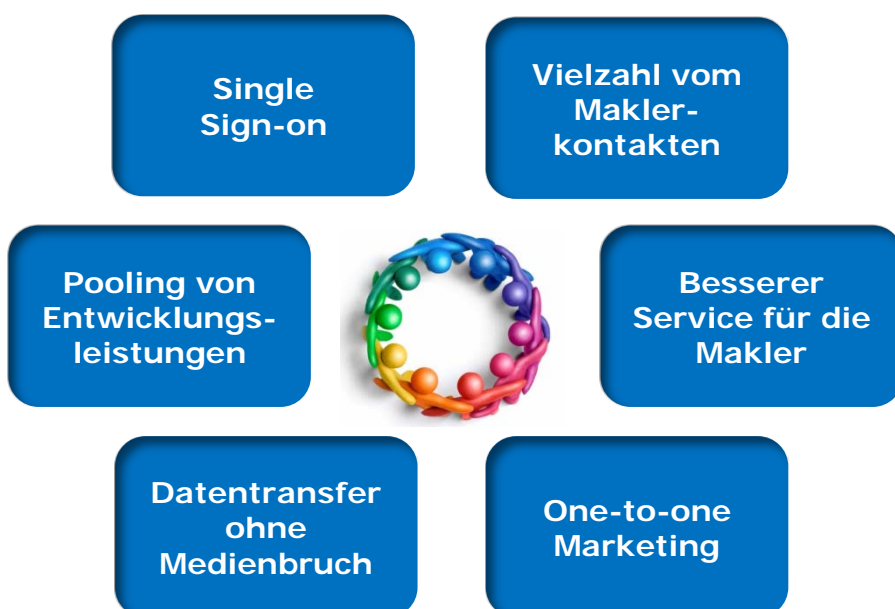 Single
Sign-on
Vielzahl vom
Makler-
kontakten
Pooling von
Entwicklungs-
leistungen
Besserer
Service für die
Makler
Datentransfer
ohne
Medienbruch
One-to-one
Marketing